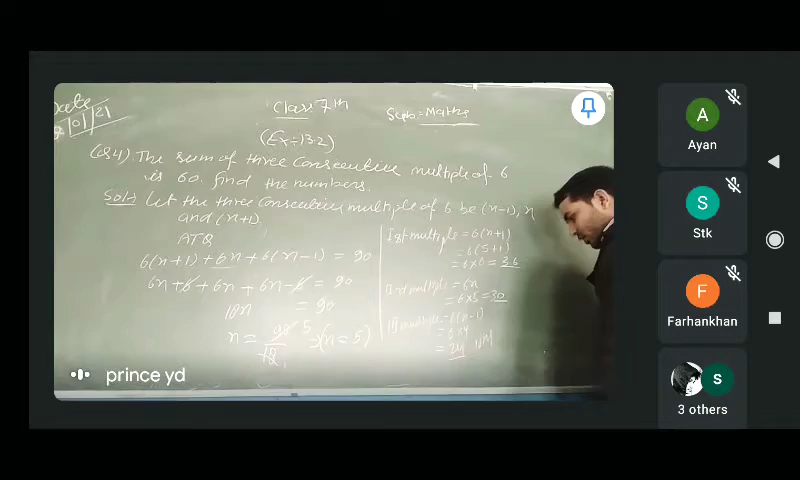 Date
01/21
Class 7th
Sub = Maths
(Ex÷13.2)
(Q4). The sum of three Consecutive multiple of 6
is 60. find the numbers.
Sol: Let the three Consecutive multiple of 6 be (n-1), n
and (n+1).
ATQ
6(n+1) + 6n + 6(n-1) = 90
6n + 6 + 6n + 6n - 6 = 90
18n = 90
n = 90 5 / 18 1 (n = 5)
Ist multiple = 6(n+1)
= 6(5+1)
= 6×6 = 36
multiple = 6n
= 6×5 = 30
multiple = 6(n-1)
= 6×4
= 24
prince yd
A
Ayan
S
Stk
F
Farhankhan
S
3 others